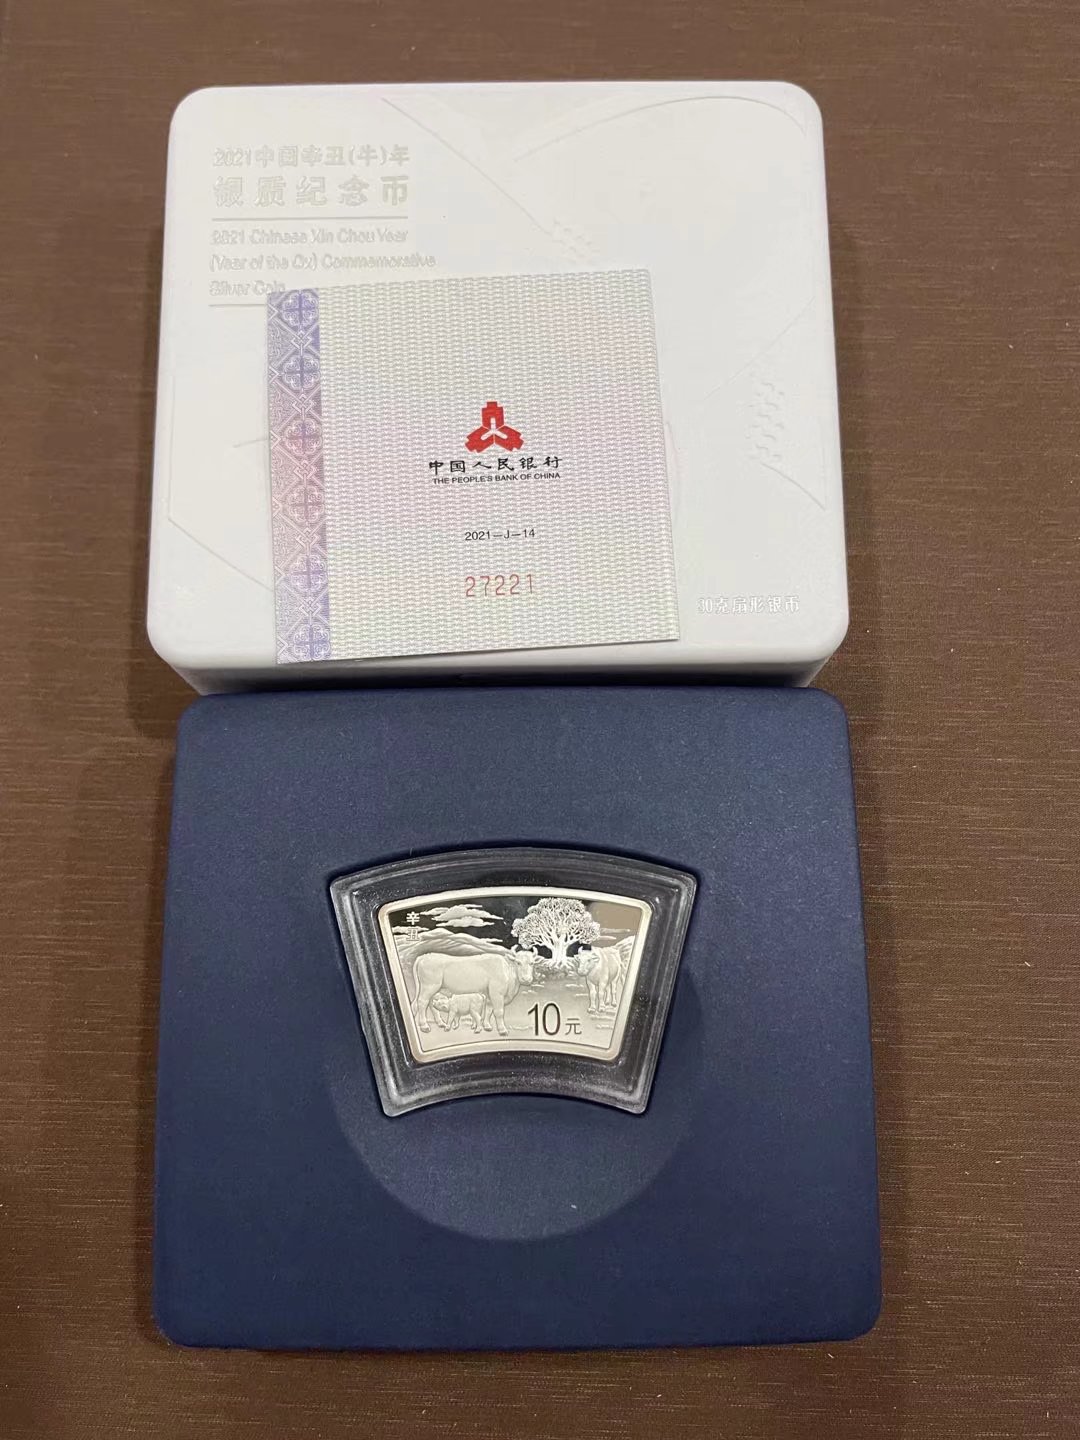 2021中国辛丑(牛)年
银质纪念币
2021 Chinese Xin Chou Year
(Year of the Ox) Commemorative
Silver Coin
中国人民银行
THE PEOPLE'S BANK OF CHINA
2021—J—14
27221
30克扇形银币
辛丑
10元